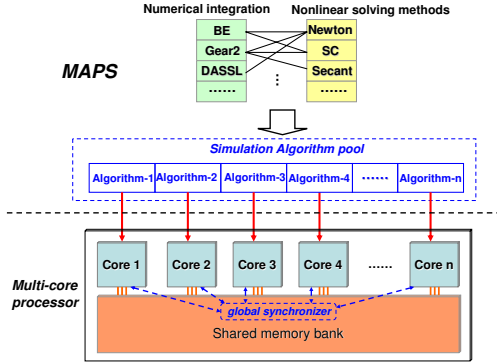 Numerical integration
Nonlinear solving methods
BE
Gear2
DASSL
......
Newton
SC
Secant
......
MAPS
Simulation Algorithm pool
Algorithm-1 Algorithm-2 Algorithm-3 Algorithm-4 ...... Algorithm-n
Core 1 Core 2 Core 3 Core 4 ...... Core n
Multi-core
processor
global synchronizer
Shared memory bank